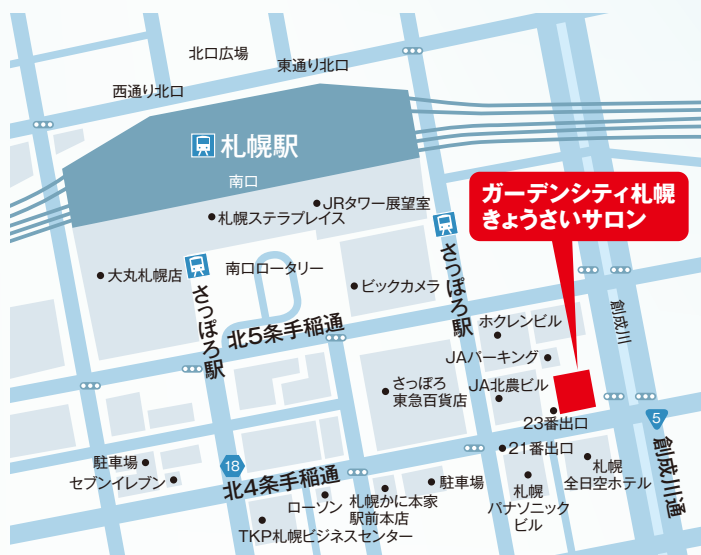 北口広場
東通り北口
西通り北口
札幌駅
南口
ガーデンシティ札幌
きょうさいサロン
JRタワー展望室
札幌ステラプレイス
さっぽろ駅
南口ロータリー
大丸札幌店
さっぽろ駅
ビックカメラ
創成川
ホクレンビル
北5条手稲通
JAパーキング
さっぽろ
東急百貨店
JA北農ビル
23番出口
5
創成川通
21番出口
駐車場
セブンイレブン
18
北4条手稲通
ローソン
札幌かに本家
駅前本店
駐車場
札幌
パナソニック
ビル
札幌
全日空ホテル
TKP札幌ビジネスセンター